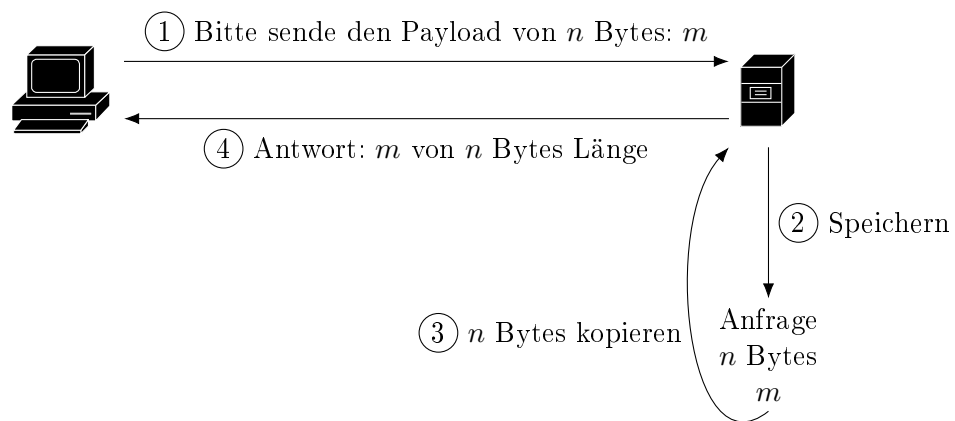 1 Bitte sende den Payload von n Bytes: m
4 Antwort: m von n Bytes Länge
2 Speichern
3 n Bytes kopieren
Anfrage
n Bytes
m